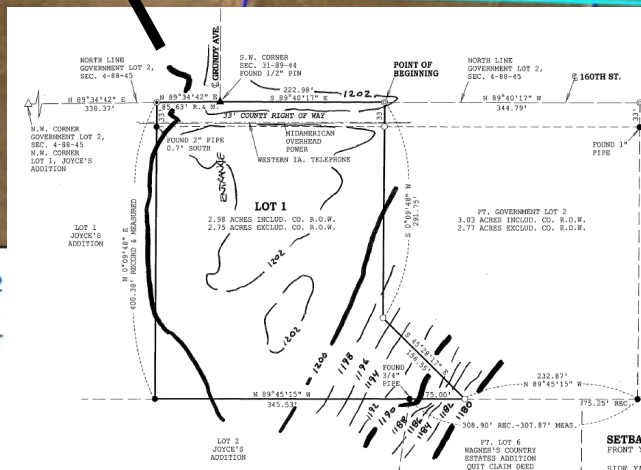 GRUNDY AVE.
NORTH LINE
GOVERNMENT LOT 2,
SEC. 4-88-45
S.W. CORNER
SEC. 31-89-44
FOUND 1/2" PIN
POINT OF
BEGINNING
NORTH LINE
GOVERNMENT LOT 2,
SEC. 4-88-45
160TH ST.
N 89°34'42" E
338.37'
N 89°34'42" E
85.63' R.& M.
222.98'
S 89°40'17" E
1202
N 89°40'17" W
344.79'
33'
33' COUNTY RIGHT OF WAY
33'
33'
N.W. CORNER
GOVERNMENT LOT 2,
SEC. 4-88-45
N.W. CORNER
LOT 1, JOYCE'S
ADDITION
FOUND 2" PIPE
0.7' SOUTH
MIDAMERICAN
OVERHEAD
POWER
WESTERN IA. TELEPHONE
FOUND 1"
PIPE
ENTRANCE
LOT 1
2.98 ACRES INCLUD. CO. R.O.W.
2.75 ACRES EXCLUD. CO. R.O.W.
S 0°09'48" W
291.75'
PT. GOVERNMENT LOT 2
3.03 ACRES INCLUD. CO. R.O.W.
2.77 ACRES EXCLUD. CO. R.O.W.
LOT 1
JOYCE'S
ADDITION
N 0°09'48" E
400.38' RECORD & MEASURED
1202
1202
1200
1198
1196
1194
1192
1190
1188
1186
1184
1182
1180
S 45°28'17" E
156.55'
FOUND
3/4"
PIPE
N 89°45'15" W
345.53'
75.00'
232.87'
N 89°45'15" W
75.25' REC.
308.90' REC.-307.87' MEAS.
LOT 2
JOYCE'S
ADDITION
PT. LOT 6
WAGNER'S COUNTRY
ESTATES ADDITION
QUIT CLAIM DEED
SETBA
FRONT Y
SIDE Y